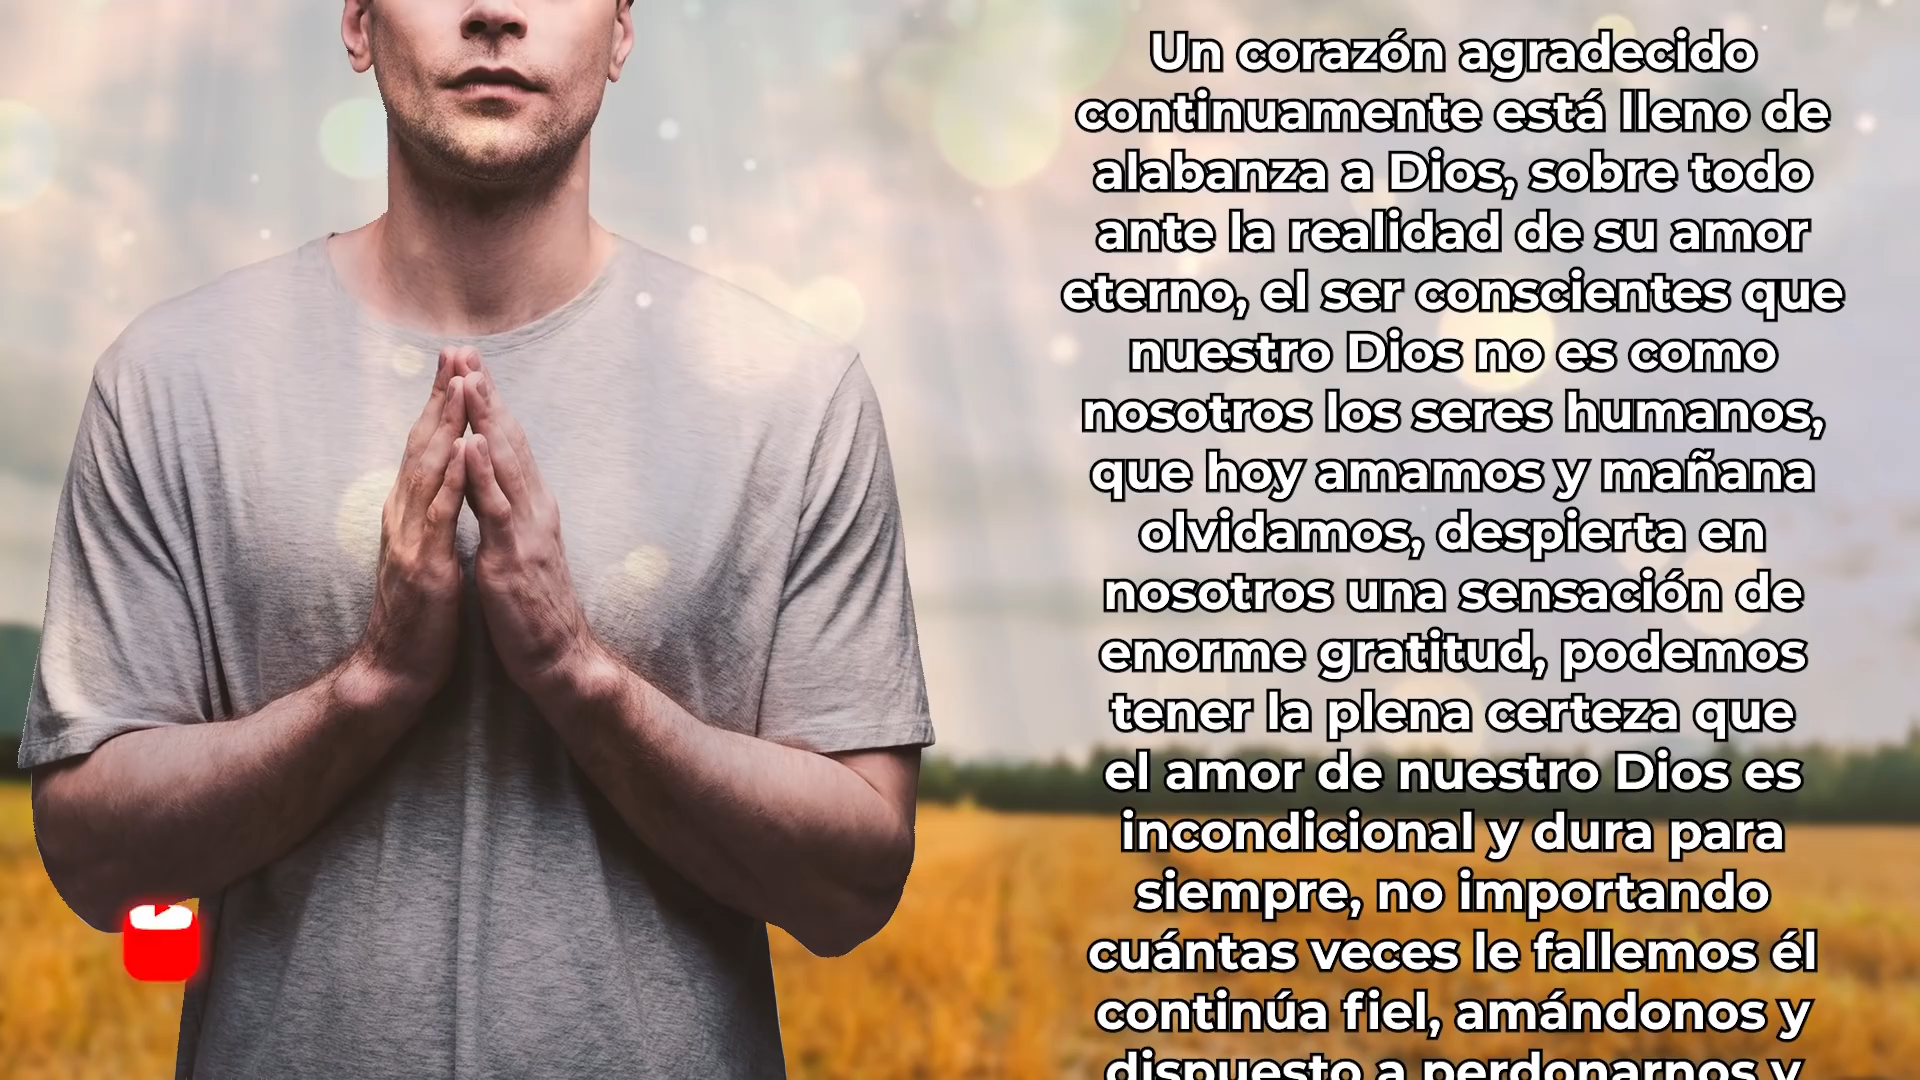 Un corazón agradecido
continuamente está lleno de
alabanza a Dios, sobre todo
ante la realidad de su amor
eterno, el ser conscientes que
nuestro Dios no es como
nosotros los seres humanos,
que hoy amamos y mañana
olvidamos, despierta en
nosotros una sensación de
enorme gratitud, podemos
tener la plena certeza que
el amor de nuestro Dios es
incondicional y dura para
siempre, no importando
cuántas veces le fallemos él
continúa fiel, amándonos y
dispuesto a perdonarnos y